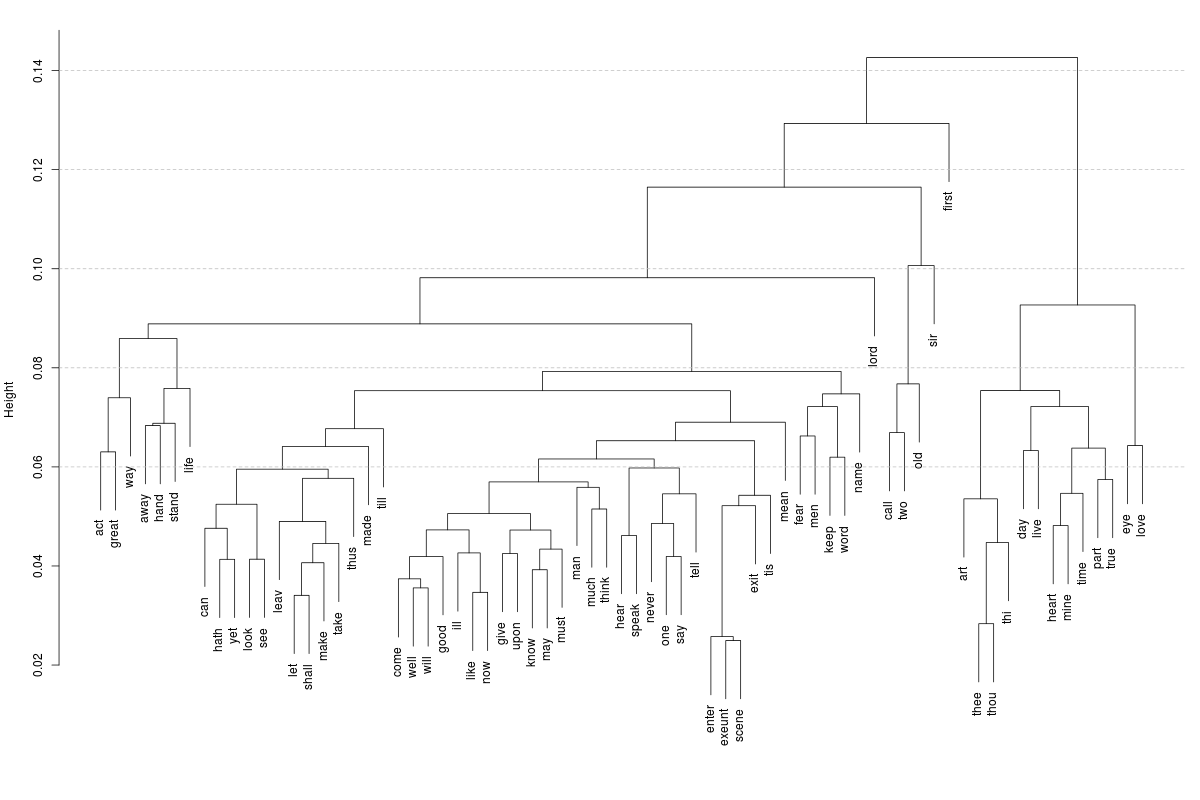 Height
0.14
0.12
0.10
0.08
0.06
0.04
0.02
act
great
way
away
hand
stand
life
can
hath
yet
look
see
leav
let
shall
make
take
thus
made
till
come
well
will
good
ill
like
now
give
upon
know
may
must
man
much
think
hear
speak
never
one
say
tell
enter
exeunt
scene
exit
tis
mean
fear
men
keep
word
name
lord
call
two
old
sir
first
art
thee
thou
thi
day
live
heart
mine
time
part
true
eye
love